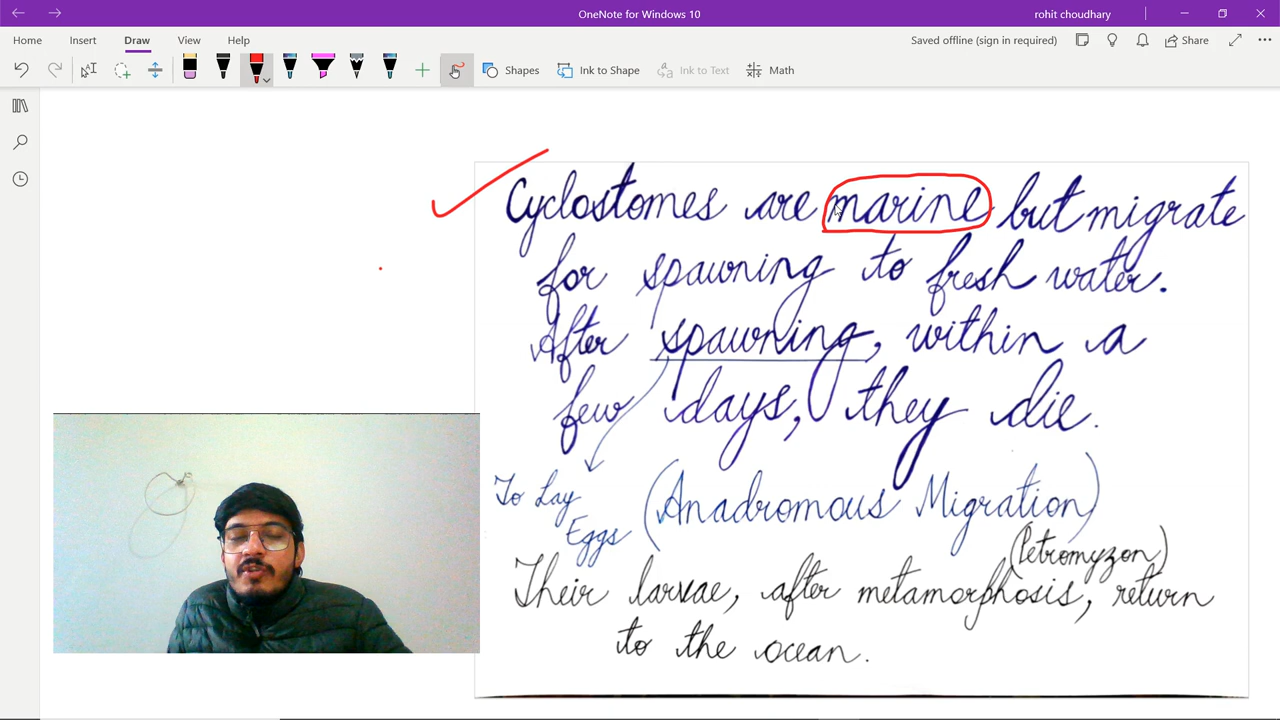 OneNote for Windows 10
rohit choudhary
Home Insert Draw View Help
Saved offline (sign in required)
Share
Shapes
Ink to Shape
Ink to Text
Math
Cyclostomes are marine but migrate
for spawning to fresh water.
After spawning, within a
few days, they die.
To Lay
Eggs
(Anadromous Migration)
(Petromyzon)
Their larvae, after metamorphosis, return
to the ocean.